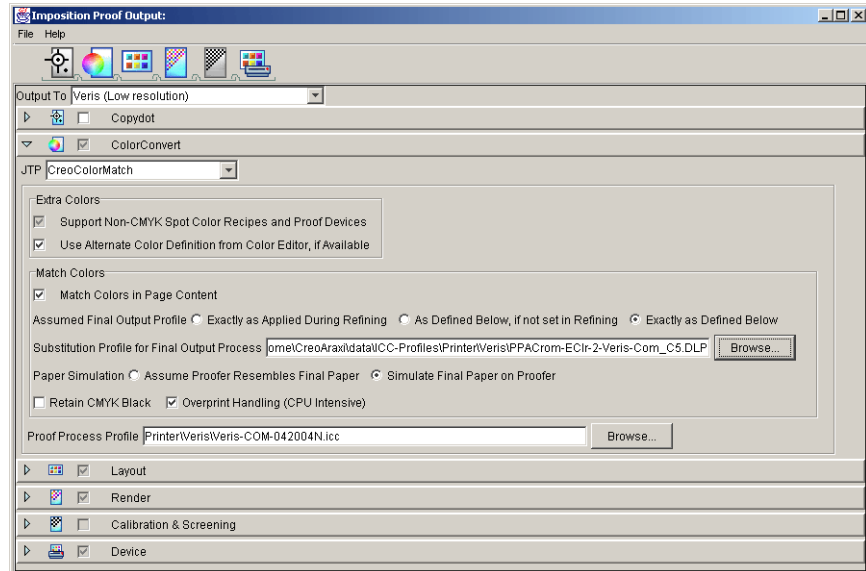 Imposition Proof Output:
File Help
Output To Veris (Low resolution)
Copydot
ColorConvert
JTP CreoColorMatch
Extra Colors
Support Non-CMYK Spot Color Recipes and Proof Devices
Use Alternate Color Definition from Color Editor, if Available
Match Colors
Match Colors in Page Content
Assumed Final Output Profile Exactly as Applied During Refining As Defined Below, if not set in Refining Exactly as Defined Below
Substitution Profile for Final Output Process ome\CreoAraxi\data\ICC-Profiles\Printer\Veris\PPACrom-EClr-2-Veris-Com_C5.DLP Browse...
Paper Simulation Assume Proofer Resembles Final Paper Simulate Final Paper on Proofer
Retain CMYK Black Overprint Handling (CPU Intensive)
Proof Process Profile Printer\Veris\Veris-COM-042004N.icc Browse...
Layout
Render
Calibration & Screening
Device